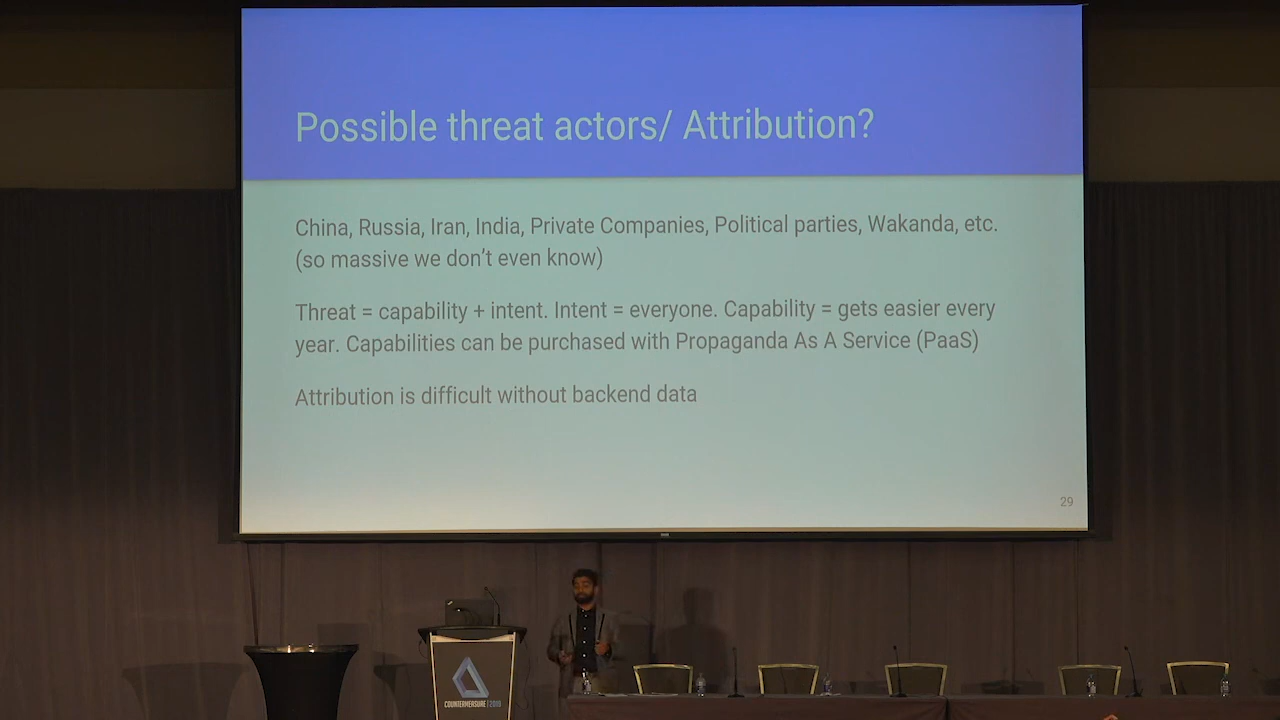 Possible threat actors/ Attribution?
China, Russia, Iran, India, Private Companies, Political parties, Wakanda, etc.
(so massive we don't even know)
Threat = capability + intent. Intent = everyone. Capability = gets easier every
year. Capabilities can be purchased with Propaganda As A Service (PaaS)
Attribution is difficult without backend data
29
COUNTERMEASURE | 2019